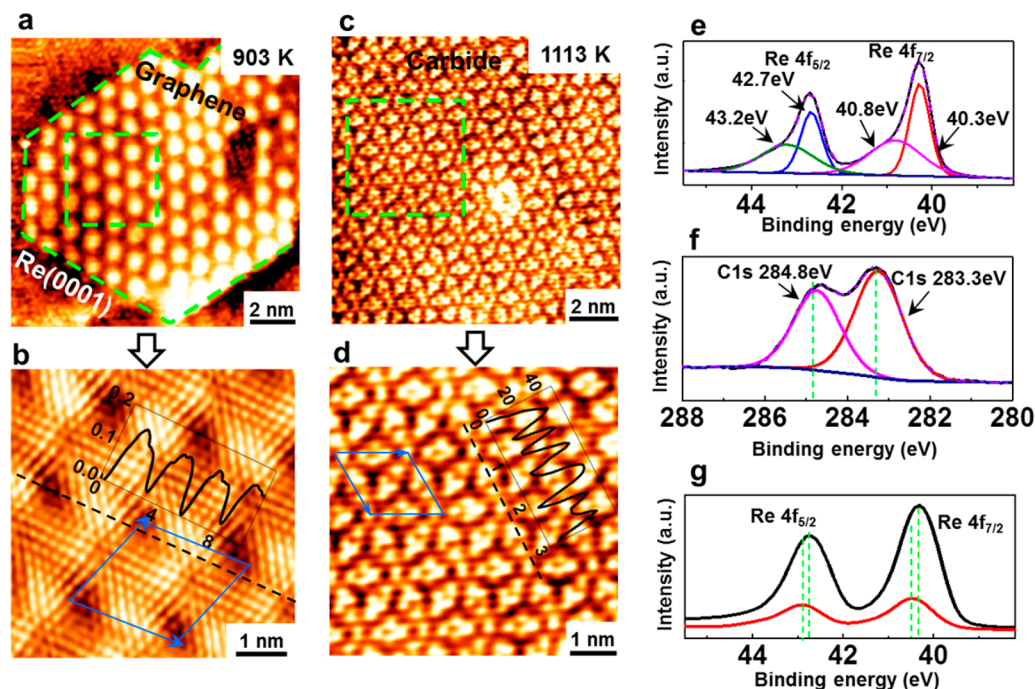 a
903 K
Graphene
Re(0001)
2 nm
b
0.2
0.1
0.0
0
4
8
1 nm
c
1113 K
Carbide
2 nm
d
40
20
0
0
1
2
3
1 nm
e
Re 4f5/2
Re 4f7/2
42.7eV
43.2eV
40.8eV
40.3eV
Intensity (a.u.)
44 42 40
Binding energy (eV)
f
C1s 284.8eV
C1s 283.3eV
Intensity (a.u.)
288 286 284 282 280
Binding energy (eV)
g
Re 4f5/2
Re 4f7/2
Intensity (a.u.)
44 42 40
Binding energy (eV)